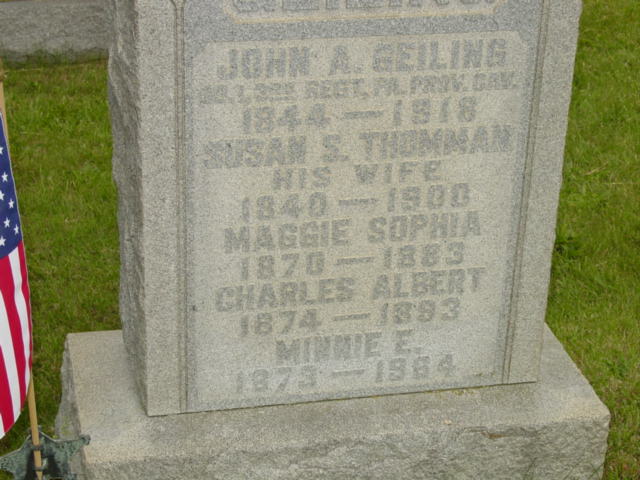 JOHN A. GEILING
CO. I, 3RD REGT. PA. PROV. CAV.
1844 — 1918
SUSAN S. THOMMAN
HIS WIFE
1840 — 1900
MAGGIE SOPHIA
1870 — 1883
CHARLES ALBERT
1874 — 1893
MINNIE E.
1873 — 1964